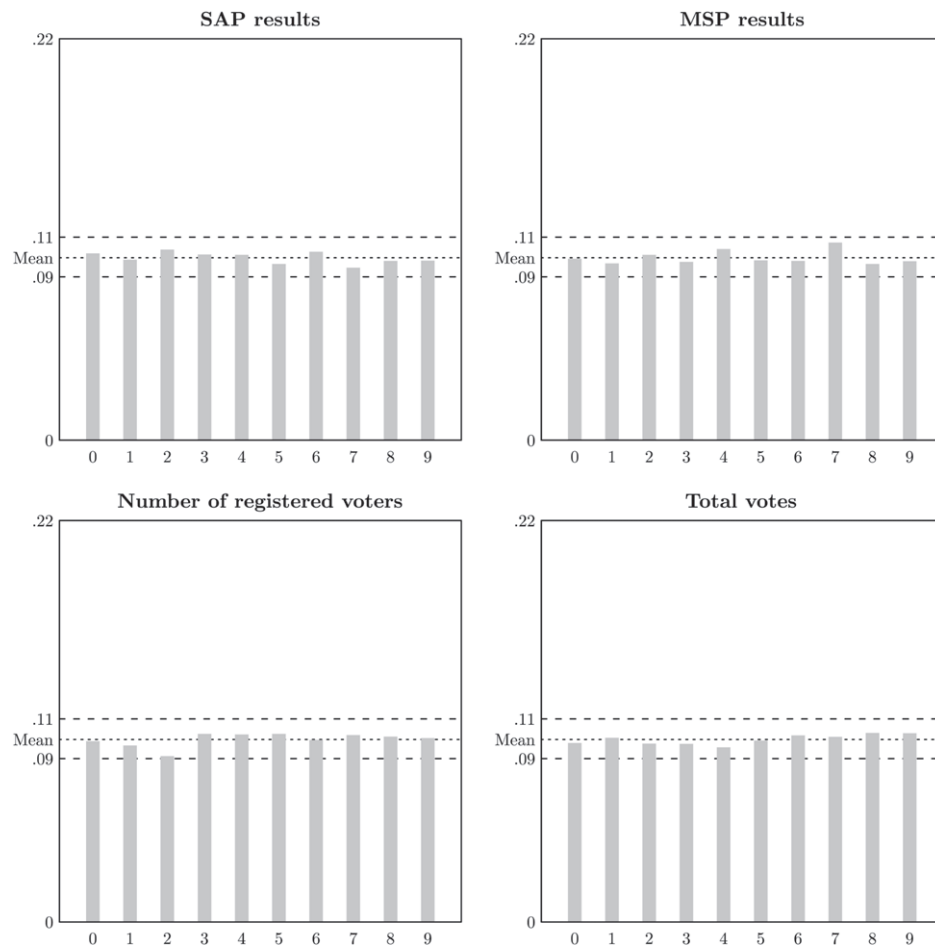 SAP results
.22
.11
Mean
.09
0
0 1 2 3 4 5 6 7 8 9
MSP results
.22
.11
Mean
.09
0
0 1 2 3 4 5 6 7 8 9
Number of registered voters
.22
.11
Mean
.09
0
0 1 2 3 4 5 6 7 8 9
Total votes
.22
.11
Mean
.09
0
0 1 2 3 4 5 6 7 8 9